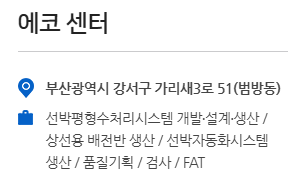 에코 센터
부산광역시 강서구 가리새3로 51(범방동)
선박평형수처리시스템 개발·설계·생산 /
상선용 배전반 생산 / 선박자동화시스템
생산 / 품질기획 / 검사 / FAT